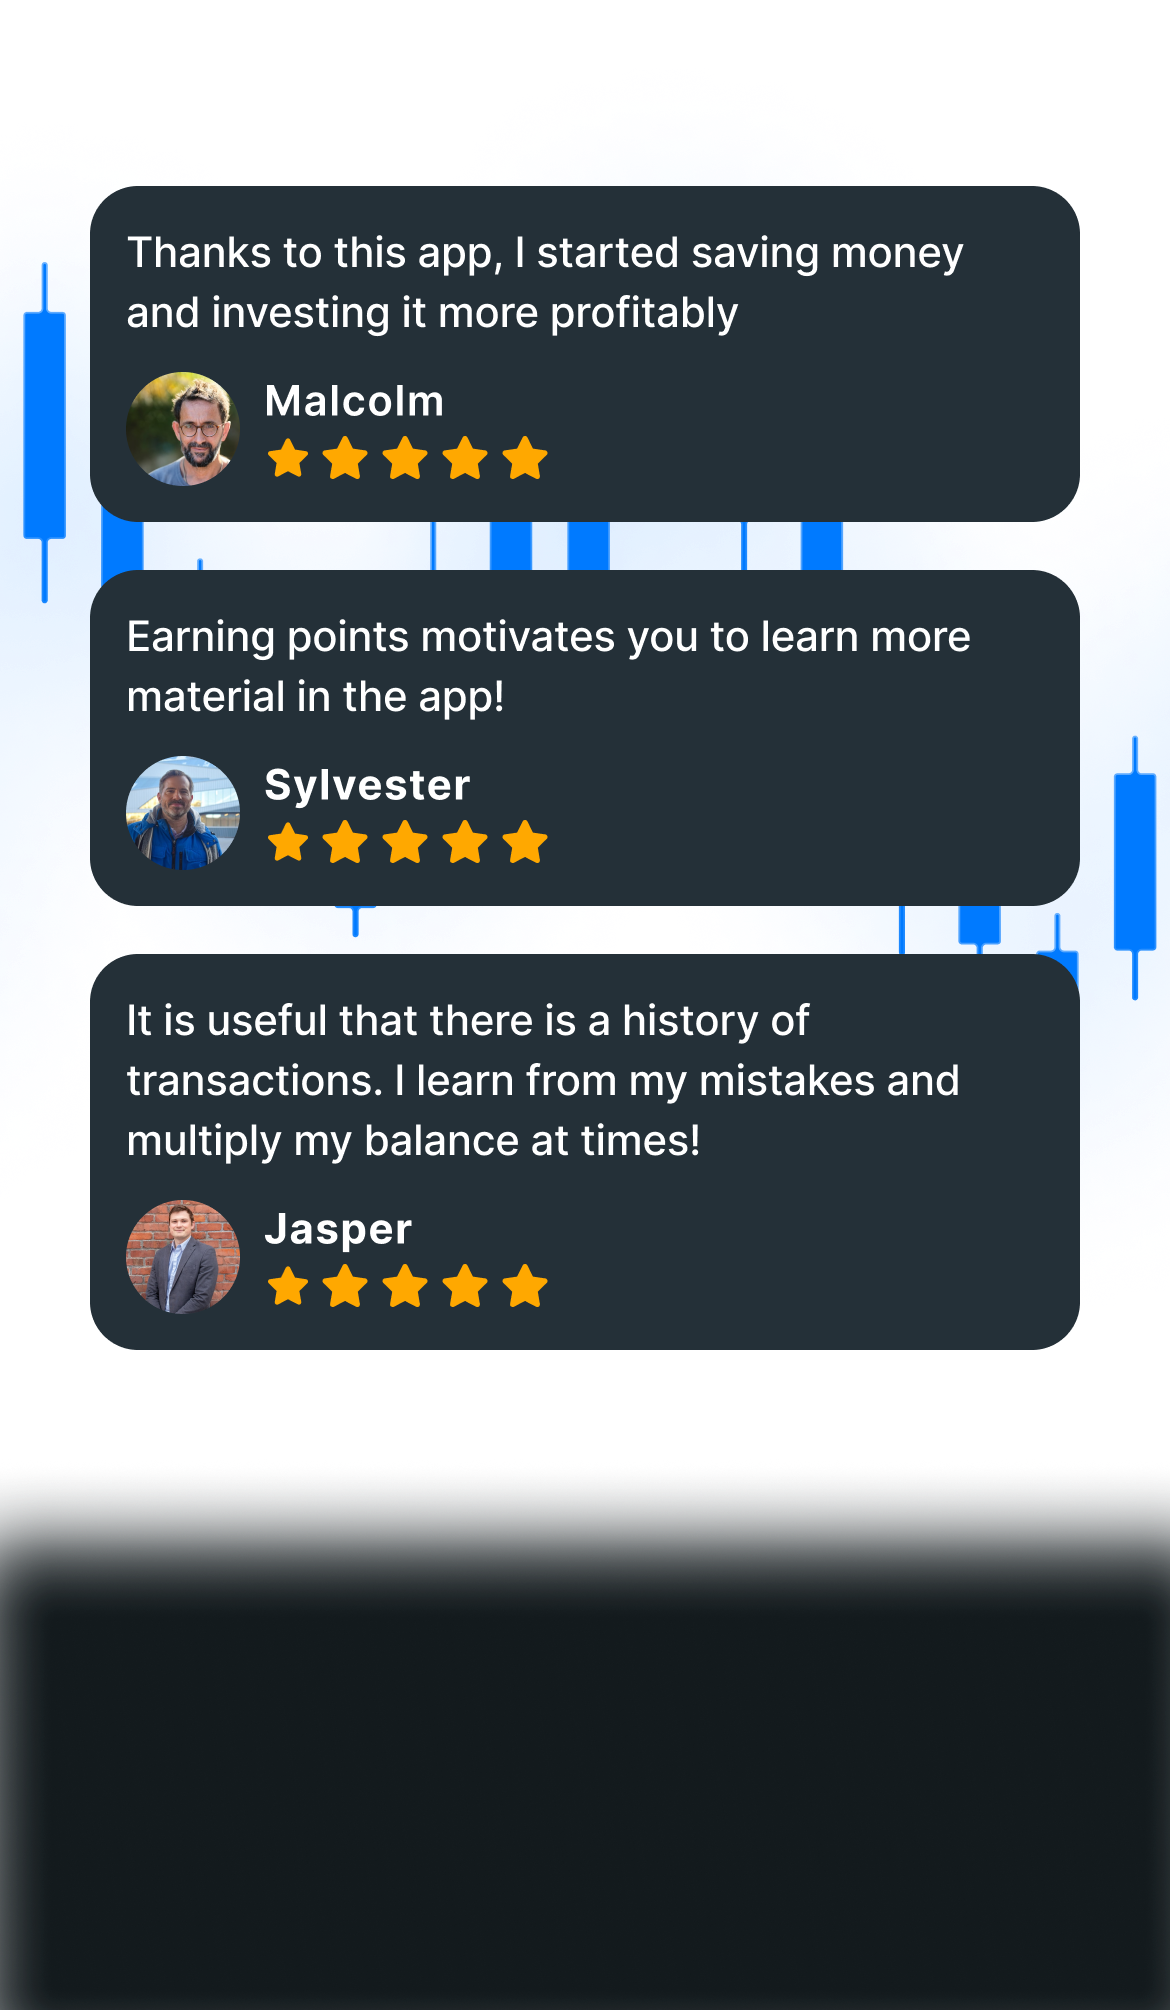 Thanks to this app, I started saving money
and investing it more profitably
Malcolm
Earning points motivates you to learn more
material in the app!
Sylvester
It is useful that there is a history of
transactions. I learn from my mistakes and
multiply my balance at times!
Jasper